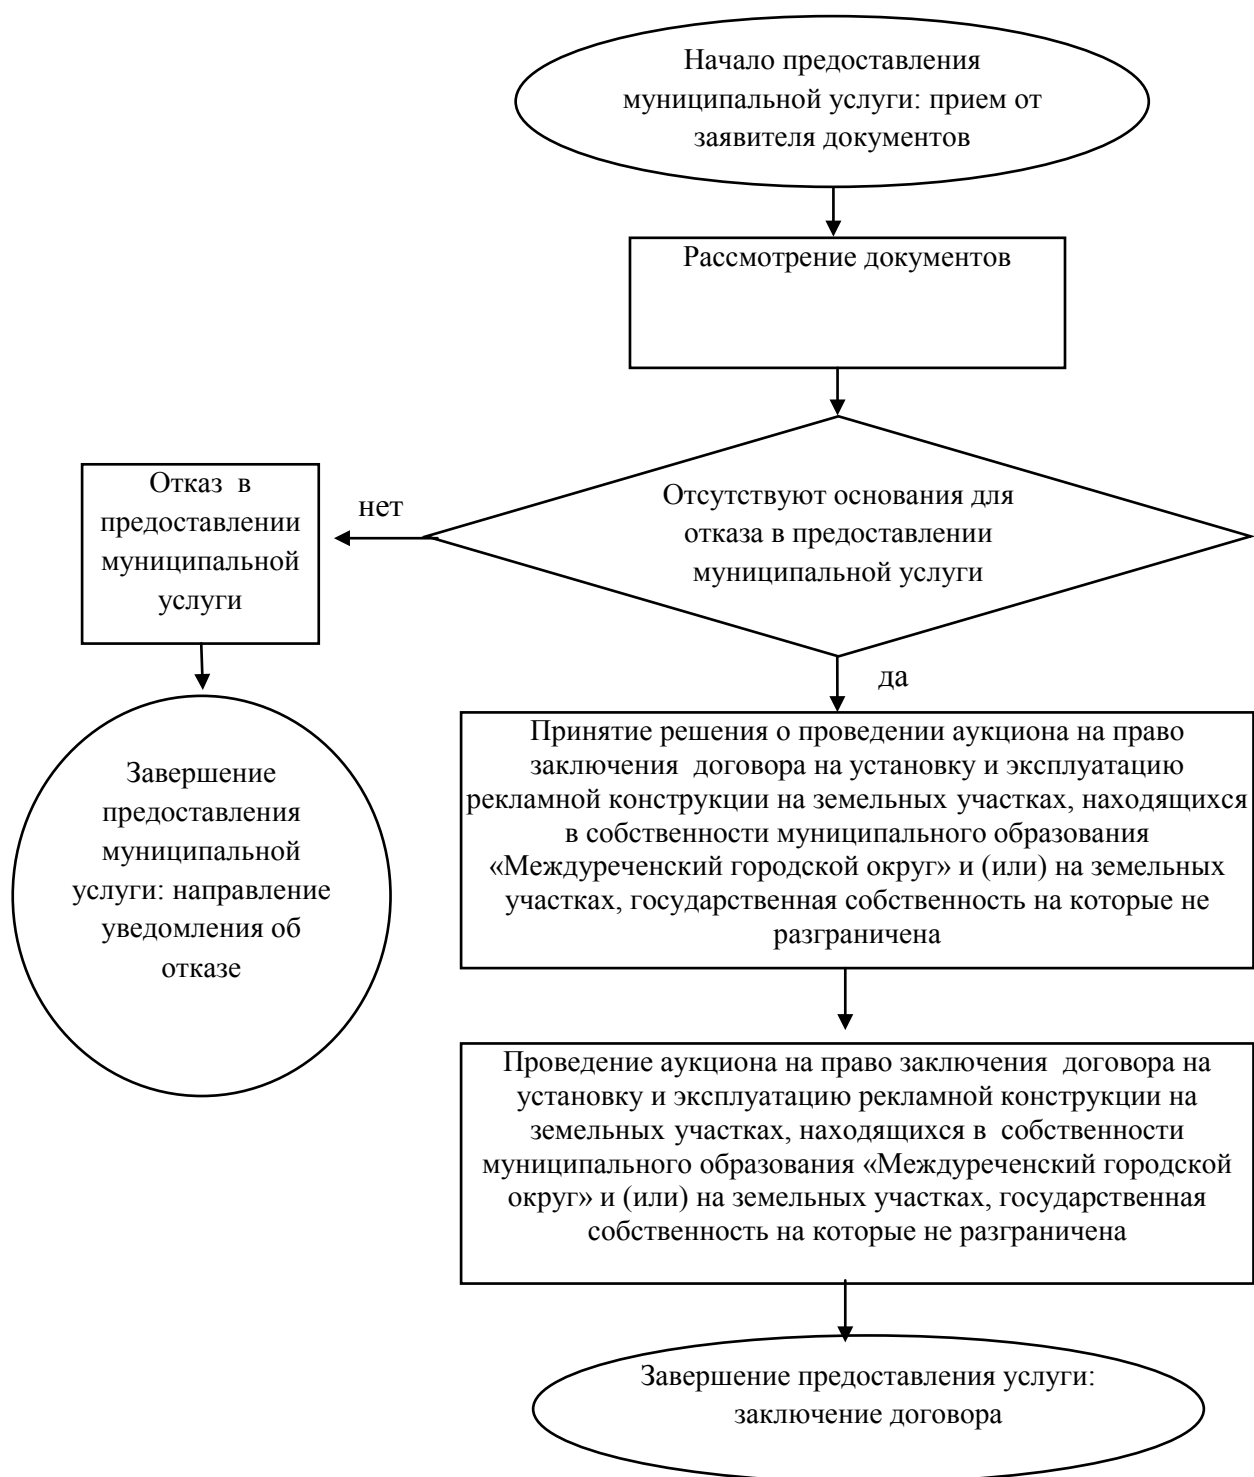 Начало предоставления
муниципальной услуги: прием от
заявителя документов
Рассмотрение документов
Отсутствуют основания для
отказа в предоставлении
муниципальной услуги
нет
Отказ в
предоставлении
муниципальной
услуги
Завершение
предоставления
муниципальной
услуги: направление
уведомления об
отказе
да
Принятие решения о проведении аукциона на право
заключения договора на установку и эксплуатацию
рекламной конструкции на земельных участках, находящихся
в собственности муниципального образования
«Междуреченский городской округ» и (или) на земельных
участках, государственная собственность на которые не
разграничена
Проведение аукциона на право заключения договора на
установку и эксплуатацию рекламной конструкции на
земельных участках, находящихся в собственности
муниципального образования «Междуреченский городской
округ» и (или) на земельных участках, государственная
собственность на которые не разграничена
Завершение предоставления услуги:
заключение договора